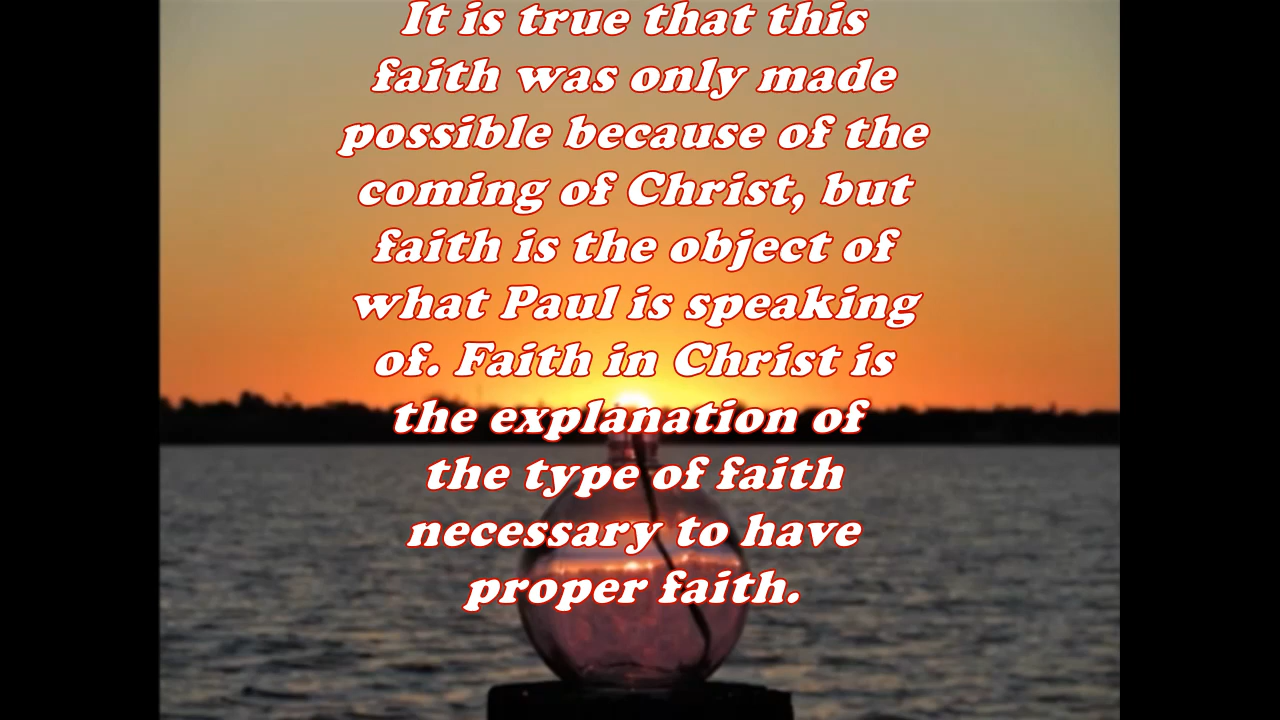 It is true that this
faith was only made
possible because of the
coming of Christ, but
faith is the object of
what Paul is speaking
of. Faith in Christ is
the explanation of
the type of faith
necessary to have
proper faith.